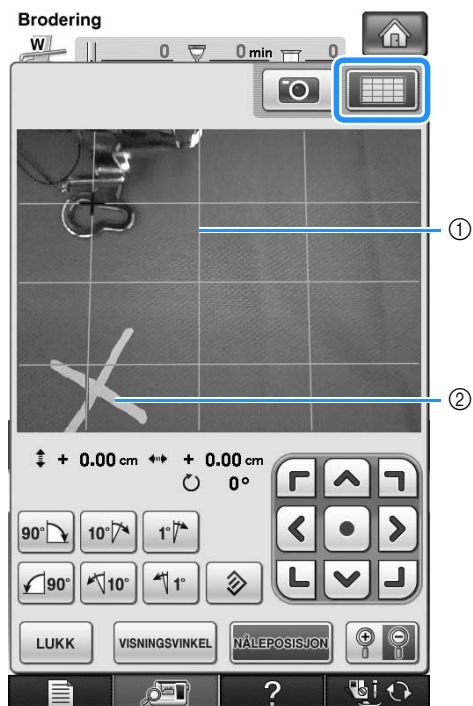 Brodering
W 0 0 min 0
①
②
+ 0.00 cm + 0.00 cm
0°
90° 10° 1°
90° 10° 1°
LUKK VISNINGSVINKEL NÅLEPOSISJON
?